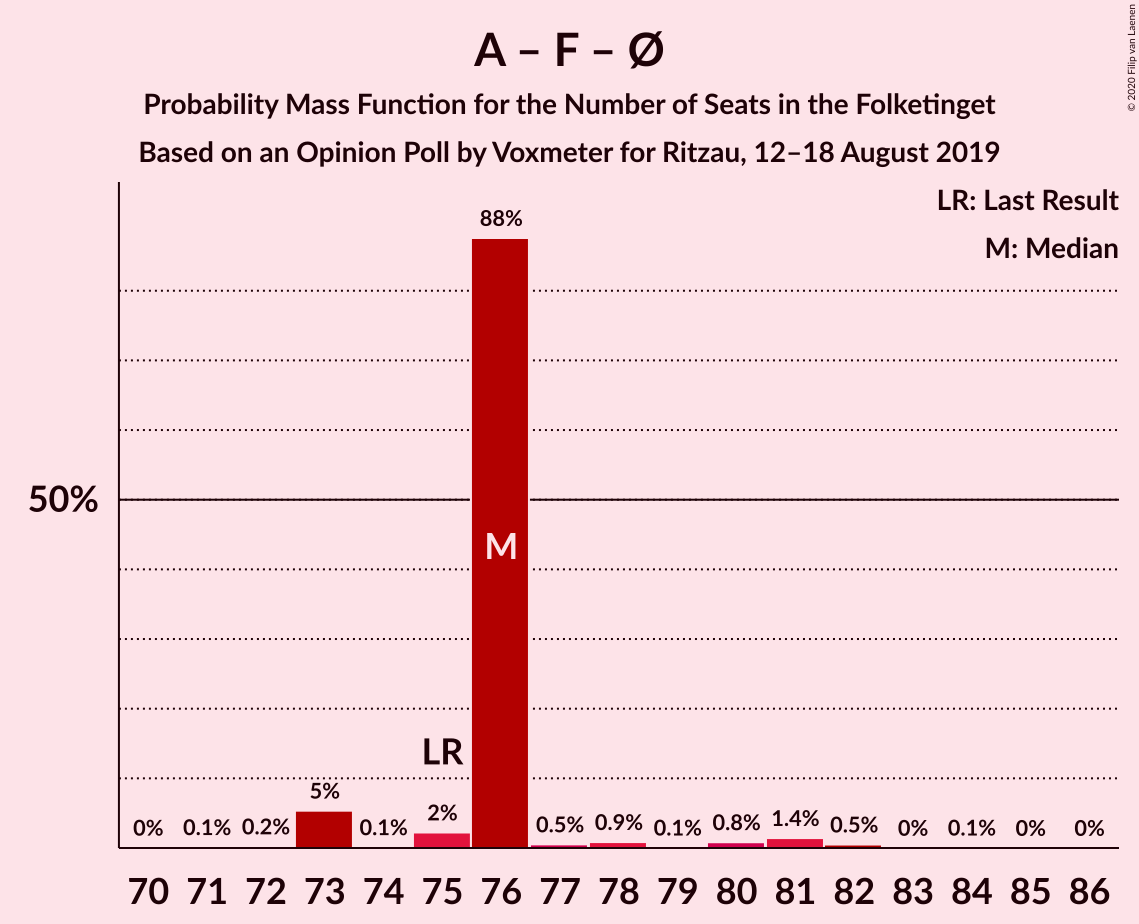 A – F – Ø
Probability Mass Function for the Number of Seats in the Folketinget
Based on an Opinion Poll by Voxmeter for Ritzau, 12–18 August 2019
© 2020 Filip van Laenen
LR: Last Result
M: Median
50%
0%
0.1%
0.2%
5%
0.1%
2%
88%
0.5%
0.9%
0.1%
0.8%
1.4%
0.5%
0%
0.1%
0%
0%
LR
M
70 71 72 73 74 75 76 77 78 79 80 81 82 83 84 85 86